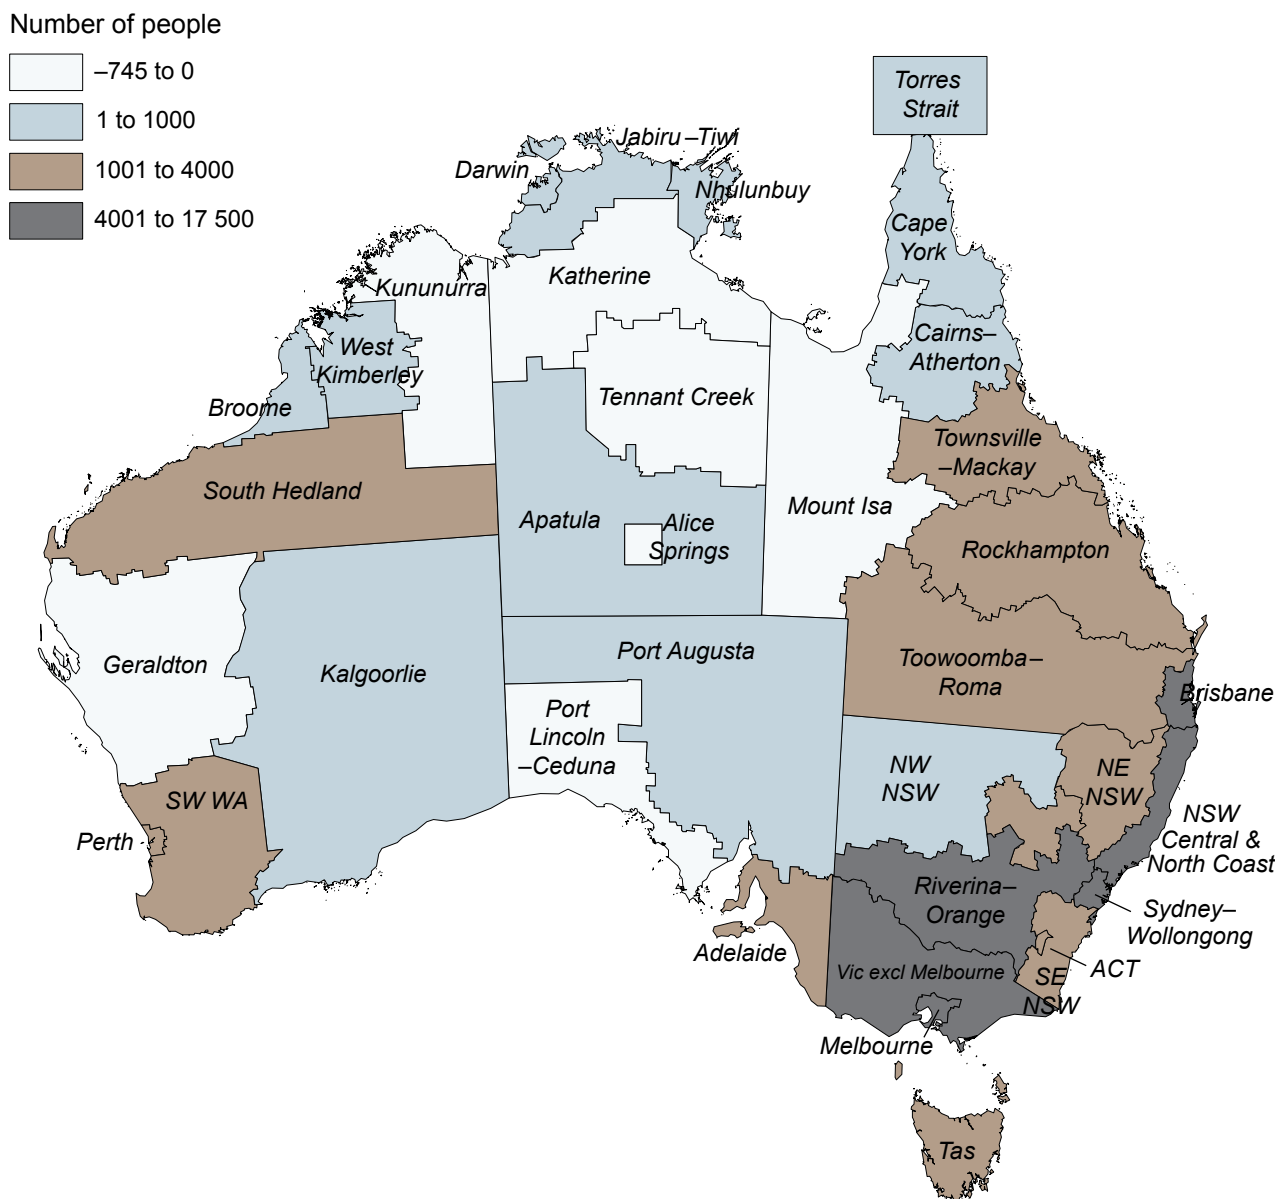 Number of people
–745 to 0
1 to 1000
1001 to 4000
4001 to 17 500
Torres
Strait
Jabiru–Tiwi
Darwin
Nhulunbuy
Cape
York
Katherine
Kununurra
Cairns–
Atherton
West
Kimberley
Tennant Creek
Broome
Townsville
–Mackay
South Hedland
Mount Isa
Apatula
Alice
Springs
Rockhampton
Port Augusta
Geraldton
Kalgoorlie
Toowoomba–
Roma
Brisbane
Port
Lincoln
–Ceduna
NW
NSW
NE
NSW
SW WA
NSW
Central &
North Coast
Perth
Riverina–
Orange
Sydney–
Wollongong
Adelaide
Vic excl Melbourne
ACT
SE
NSW
Melbourne
Tas